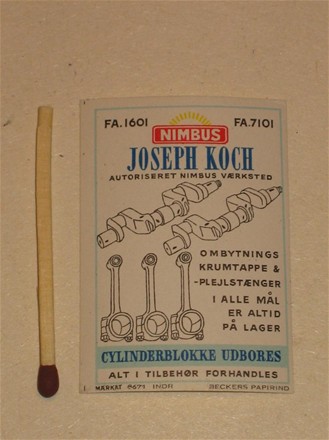 FA.1601 FA.7101
NIMBUS
JOSEPH KOCH
AUTORISERET NIMBUS VÆRKSTED
OMBYTNINGS
KRUMTAPPE &
-PLEJLSTÆNGER
I ALLE MÅL
ER ALTID
PÅ LAGER
CYLINDERBLOKKE UDBORES
ALT I TILBEHØR FORHANDLES
BECKERS PAPIRIND